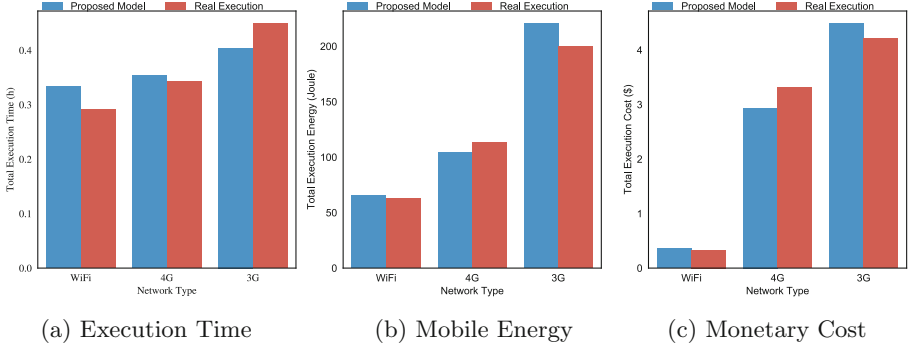 Proposed Model Real Execution
Total Execution Time (h)
0.4
0.3
0.2
0.1
0.0
WiFi 4G 3G
Network Type
(a) Execution Time
Proposed Model Real Execution
Total Execution Energy (Joule)
200
150
100
50
0
WiFi 4G 3G
Network Type
(b) Mobile Energy
Proposed Model Real Execution
Total Execution Cost ($)
4
3
2
1
0
WiFi 4G 3G
Network Type
(c) Monetary Cost